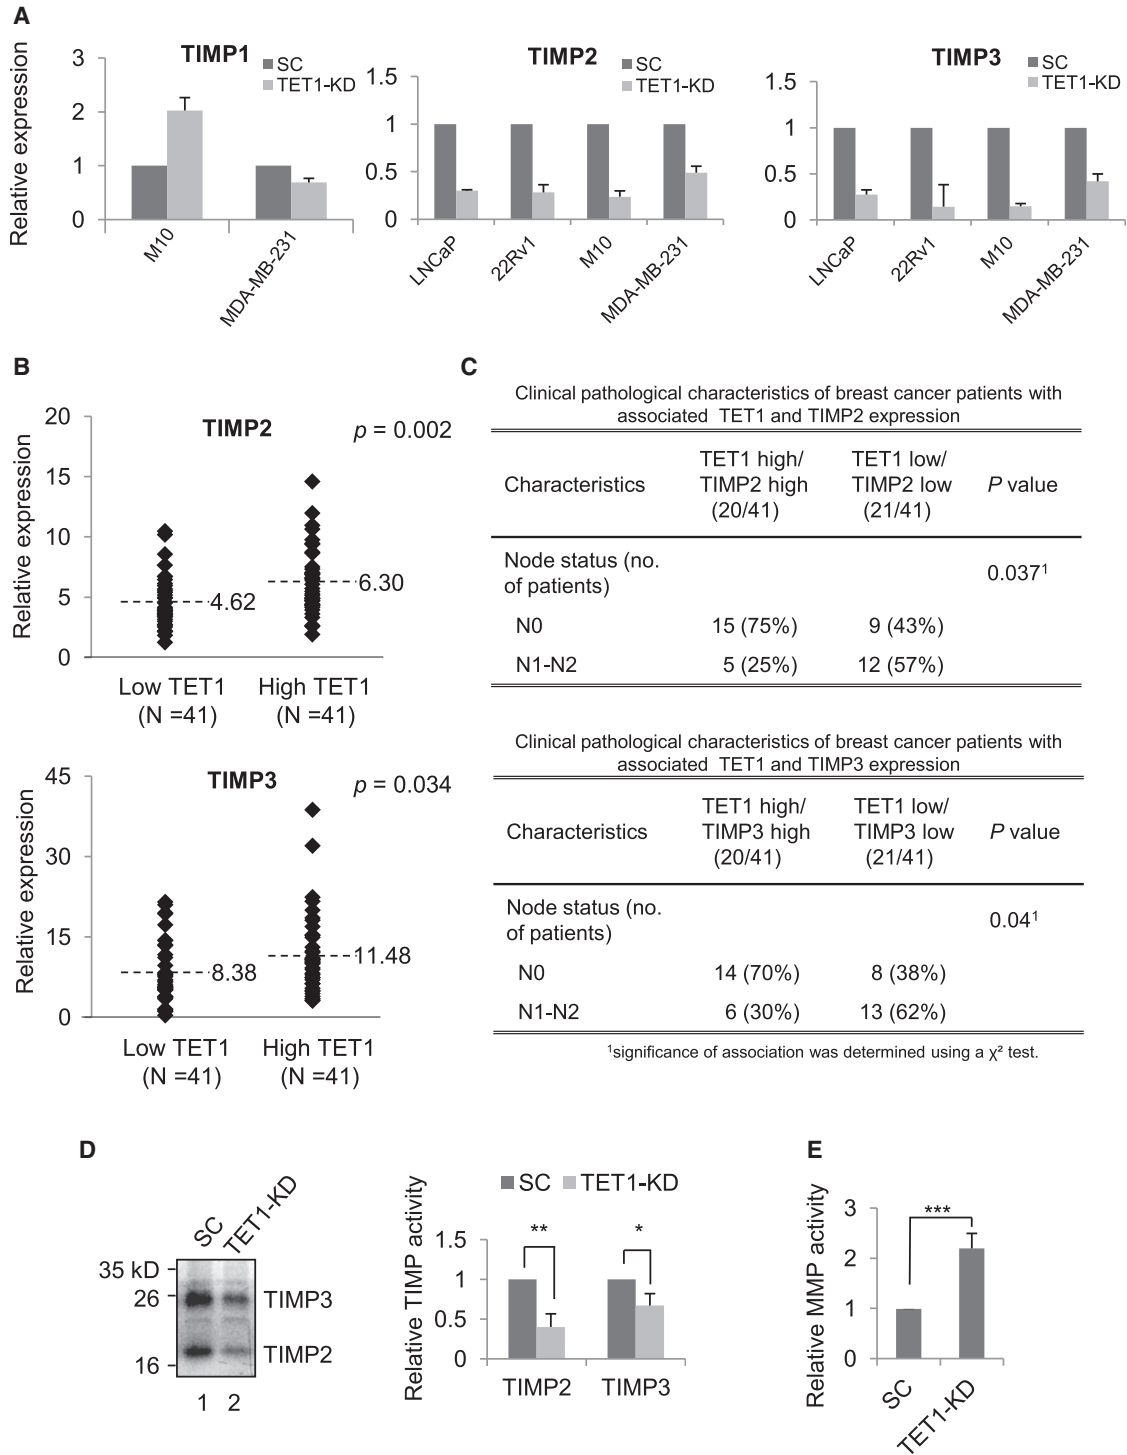 A
TIMP1
SC
TET1-KD
Relative expression
3
2
1
0
M10
MDA-MB-231
TIMP2
SC
TET1-KD
1.5
1
0.5
0
LNCaP
22Rv1
M10
MDA-MB-231
TIMP3
SC
TET1-KD
1.5
1
0.5
0
LNCaP
22Rv1
M10
MDA-MB-231
B
TIMP2
p = 0.002
Relative expression
20
15
10
5
0
4.62
6.30
Low TET1
(N =41)
High TET1
(N =41)
TIMP3
p = 0.034
Relative expression
45
30
15
0
8.38
11.48
Low TET1
(N =41)
High TET1
(N =41)
C
Clinical pathological characteristics of breast cancer patients with
associated TET1 and TIMP2 expression
Characteristics
TET1 high/
TIMP2 high
(20/41)
TET1 low/
TIMP2 low
(21/41)
P value
Node status (no.
of patients)
0.037¹
N0 15 (75%) 9 (43%)
N1-N2 5 (25%) 12 (57%)
Clinical pathological characteristics of breast cancer patients with
associated TET1 and TIMP3 expression
Characteristics
TET1 high/
TIMP3 high
(20/41)
TET1 low/
TIMP3 low
(21/41)
P value
Node status (no.
of patients)
0.04¹
N0 14 (70%) 8 (38%)
N1-N2 6 (30%) 13 (62%)
¹significance of association was determined using a χ² test.
D
SC
TET1-KD
35 kD
26
16
TIMP3
TIMP2
1 2
SC TET1-KD
Relative TIMP activity
1.5
1
0.5
0
**
*
TIMP2
TIMP3
E
Relative MMP activity
3
2
1
0
***
SC
TET1-KD